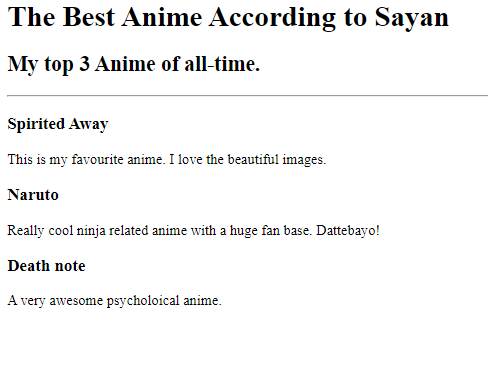 The Best Anime According to Sayan
My top 3 Anime of all-time.
Spirited Away
This is my favourite anime. I love the beautiful images.
Naruto
Really cool ninja related anime with a huge fan base. Dattebayo!
Death note
A very awesome psycholoical anime.